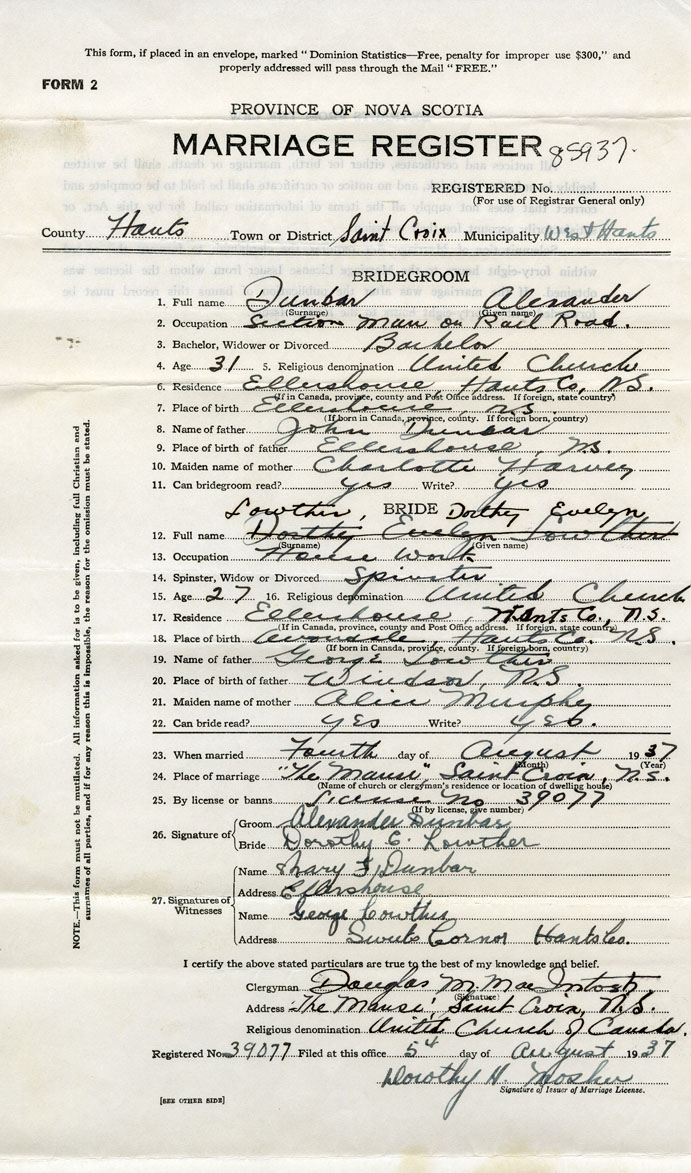 This form, if placed in an envelope, marked "Dominion Statistics—Free, penalty for improper use $300," and
properly addressed will pass through the Mail "FREE."
FORM 2
PROVINCE OF NOVA SCOTIA
MARRIAGE REGISTER 85937.
REGISTERED No.
(For use of Registrar General only)
County Hants Town or District Saint Croix Municipality West Hants
BRIDEGROOM
1. Full name Dunbar Alexander
(Surname) (Given name)
2. Occupation Section Man on Rail Road.
3. Bachelor, Widower or Divorced Bachelor
4. Age 31 5. Religious denomination United Church
6. Residence Ellershouse, Hants Co, N.S.
(If in Canada, province, county and Post Office address. If foreign, state country)
7. Place of birth Ellershouse, N.S.
(If born in Canada, province, county. If foreign born, country)
8. Name of father John Dunbar
9. Place of birth of father Ellershouse, N.S.
10. Maiden name of mother Charlotte Harvey
11. Can bridegroom read? yes Write? yes
Lowther, BRIDE Dorthy Evelyn
12. Full name Dorthy Evelyn Lowther
(Surname) (Given name)
13. Occupation House Work
14. Spinster, Widow or Divorced Spinster
15. Age 27 16. Religious denomination United Church
17. Residence Ellershouse, Hants Co., N.S.
(If in Canada, province, county and Post Office address. If foreign, state country)
18. Place of birth Avondale, Hants Co. N.S.
(If born in Canada, province, county. If foreign born, country)
19. Name of father George Lowther
20. Place of birth of father Windsor, N.S.
21. Maiden name of mother Alice Murphy
22. Can bride read? yes Write? yes.
23. When married Fourth day of August 1937
(Month) (Year)
24. Place of marriage "The Manse", Saint Croix, N.S.
(Name of church or clergyman's residence or location of dwelling house)
25. By license or banns License No 39077
(If by license, give number)
26. Signature of
Groom Alexander Dunbar
Bride Dorothy E. Lowther
27. Signatures of Witnesses
Name Mary F, Dunbar
Address Ellershouse
Name George Lowther
Address Swets Cornor Hants Co.
I certify the above stated particulars are true to the best of my knowledge and belief.
Clergyman Douglas M. MacIntosh
(Signature)
Address "The Manse", Saint Croix, N.S.
Religious denomination United Church of Canada.
Registered No. 39077 Filed at this office 5th day of August 1937
Dorothy H. Mosher
Signature of Issuer of Marriage License.
[SEE OTHER SIDE]
NOTE.—This form must not be mutilated. All information asked for is to be given, including full Christian and
surnames of all parties, and if for any reason this is impossible, the reason for the omission must be stated.